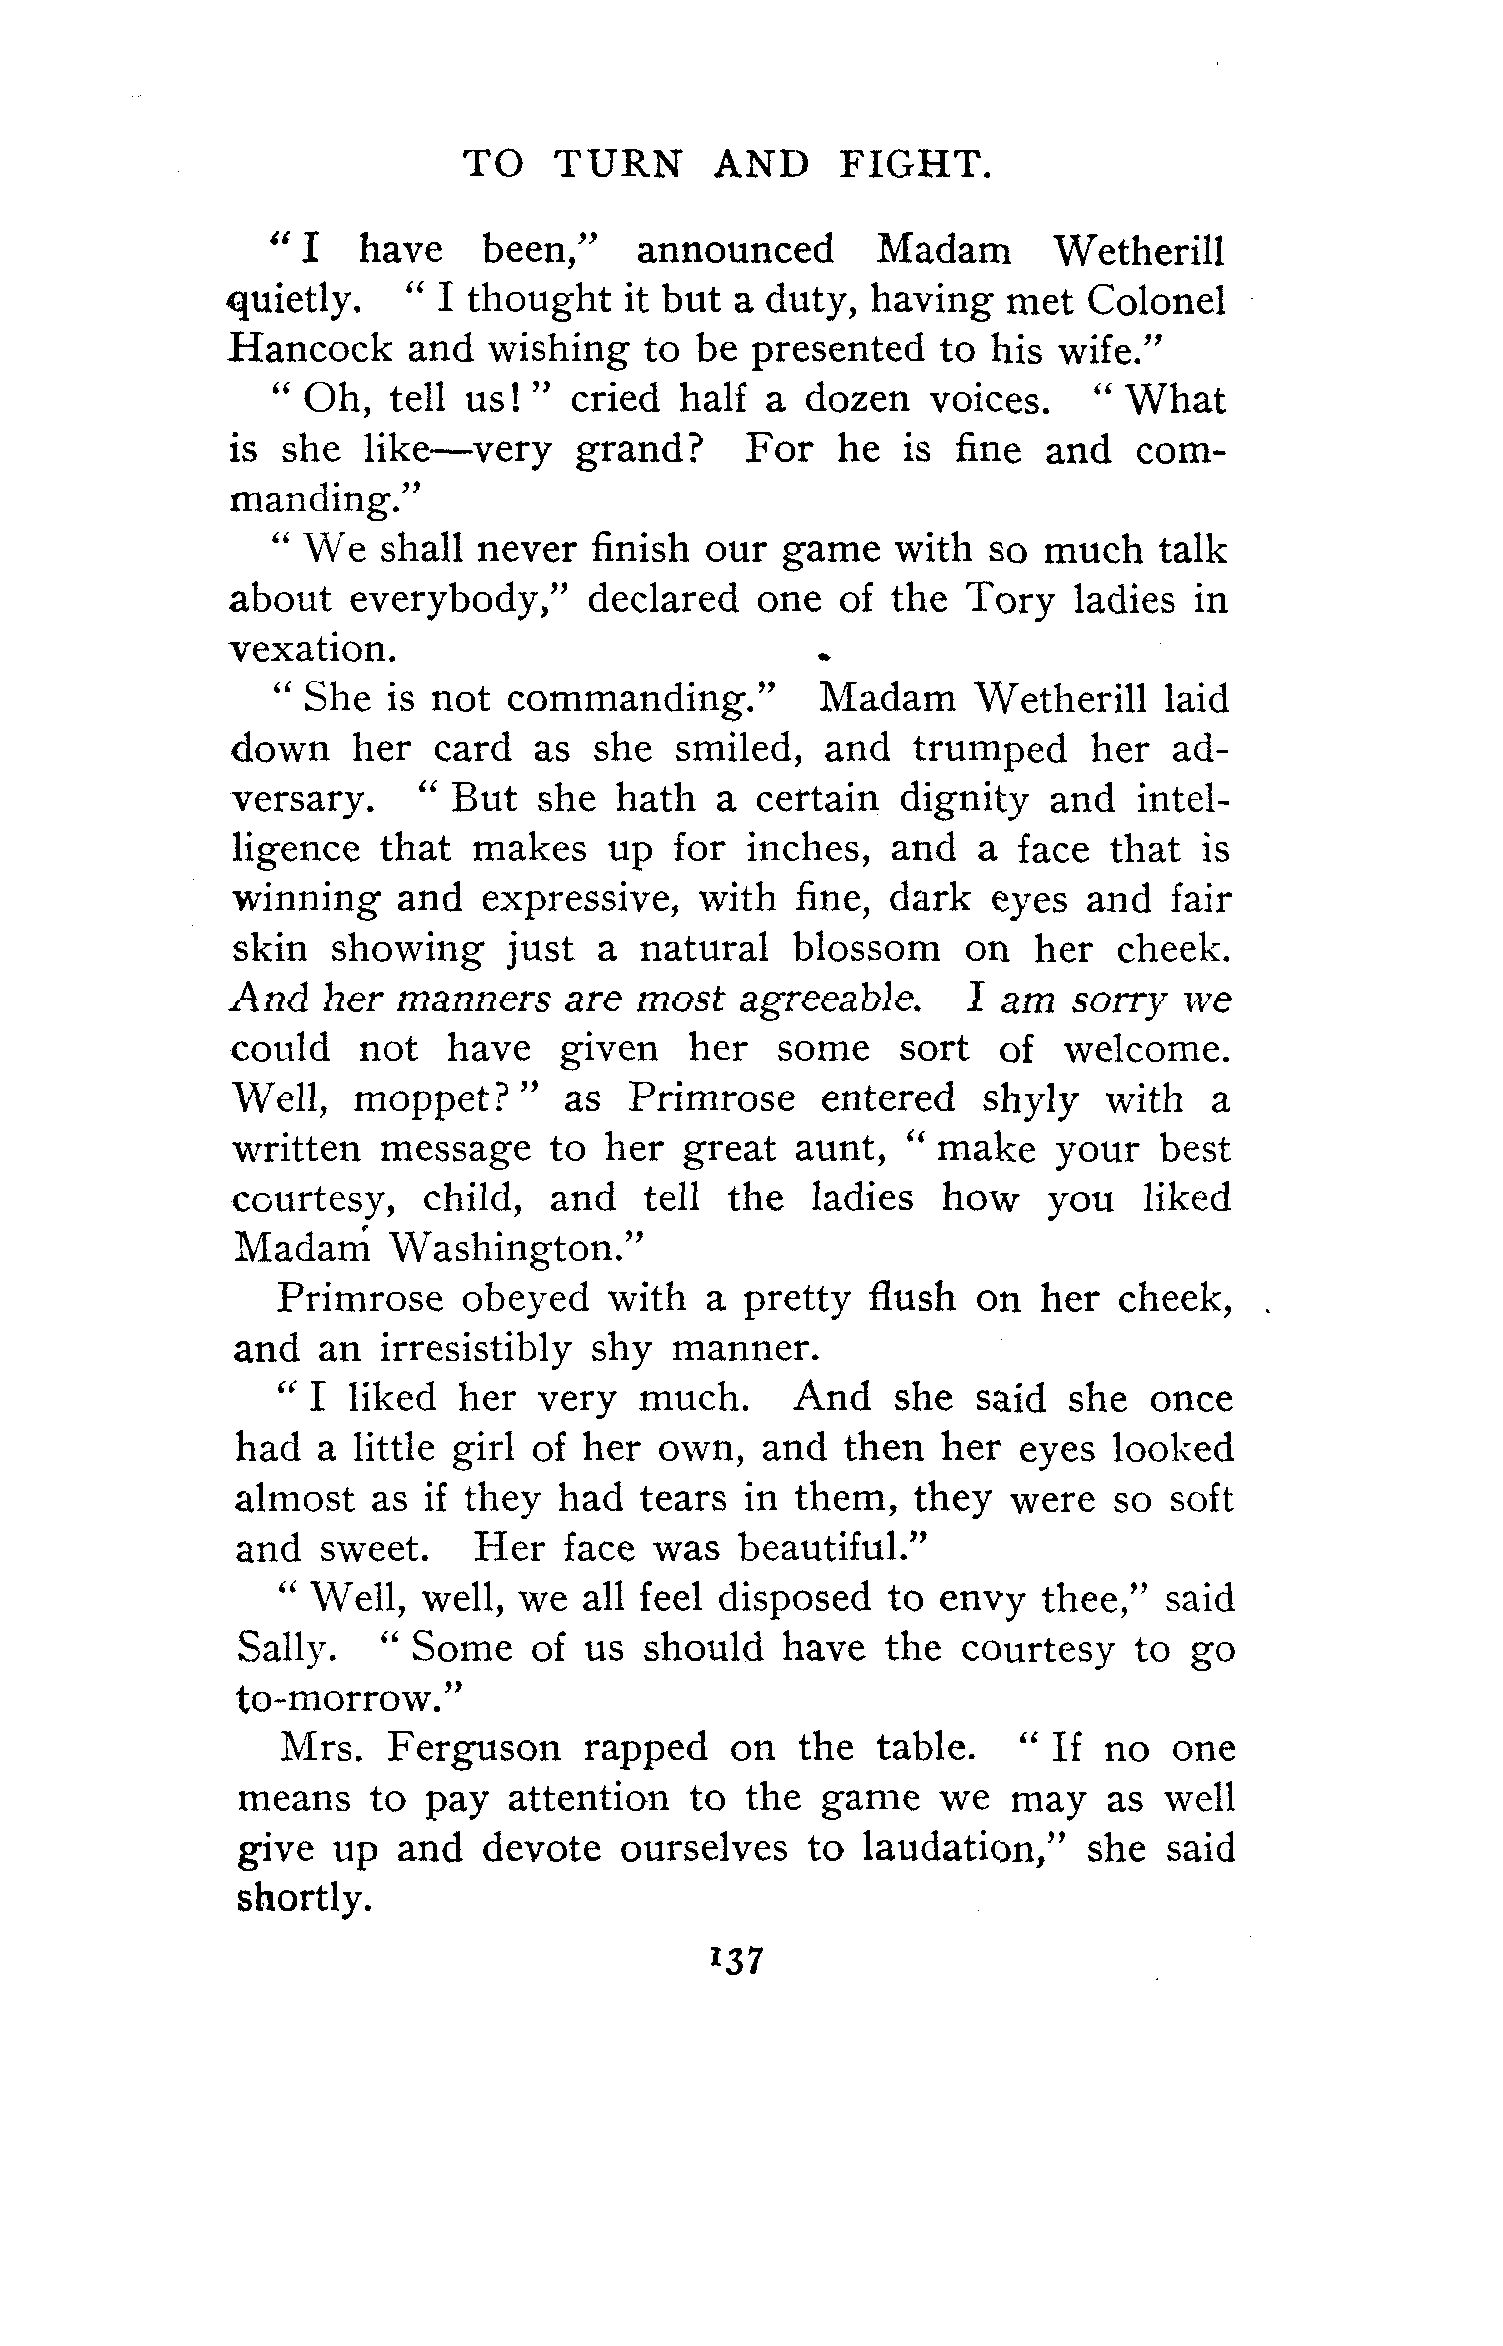 TO TURN AND FIGHT.
" I have been," announced Madam Wetherill
quietly. " I thought it but a duty, having met Colonel
Hancock and wishing to be presented to his wife."
" Oh, tell us! " cried half a dozen voices. " What
is she like—very grand? For he is fine and com-
manding."
" We shall never finish our game with so much talk
about everybody," declared one of the Tory ladies in
vexation.
" She is not commanding." Madam Wetherill laid
down her card as she smiled, and trumped her ad-
versary. " But she hath a certain dignity and intel-
ligence that makes up for inches, and a face that is
winning and expressive, with fine, dark eyes and fair
skin showing just a natural blossom on her cheek.
And her manners are most agreeable. I am sorry we
could not have given her some sort of welcome.
Well, moppet? " as Primrose entered shyly with a
written message to her great aunt, " make your best
courtesy, child, and tell the ladies how you liked
Madam Washington."
Primrose obeyed with a pretty flush on her cheek,
and an irresistibly shy manner.
" I liked her very much. And she said she once
had a little girl of her own, and then her eyes looked
almost as if they had tears in them, they were so soft
and sweet. Her face was beautiful."
" Well, well, we all feel disposed to envy thee," said
Sally. " Some of us should have the courtesy to go
to-morrow."
Mrs. Ferguson rapped on the table. " If no one
means to pay attention to the game we may as well
give up and devote ourselves to laudation," she said
shortly.
137